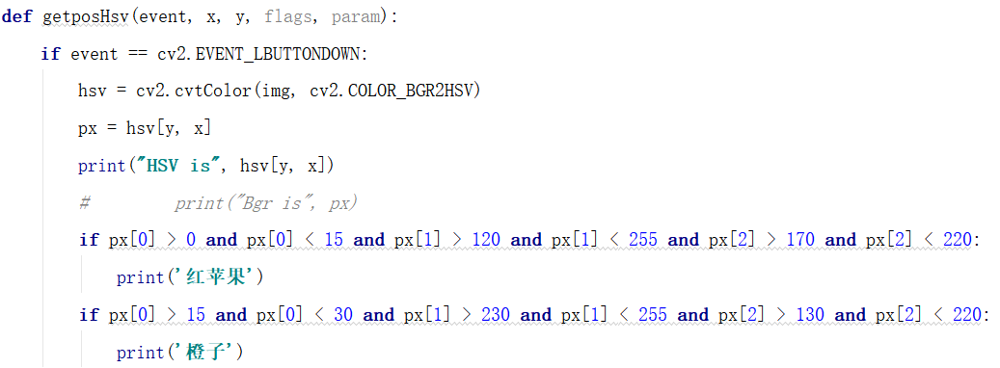 def getposHsv(event, x, y, flags, param):
    if event == cv2.EVENT_LBUTTONDOWN:
        hsv = cv2.cvtColor(img, cv2.COLOR_BGR2HSV)
        px = hsv[y, x]
        print("HSV is", hsv[y, x])
        #        print("Bgr is", px)
        if px[0] > 0 and px[0] < 15 and px[1] > 120 and px[1] < 255 and px[2] > 170 and px[2] < 220:
            print('红苹果')
        if px[0] > 15 and px[0] < 30 and px[1] > 230 and px[1] < 255 and px[2] > 130 and px[2] < 220:
            print('橙子')